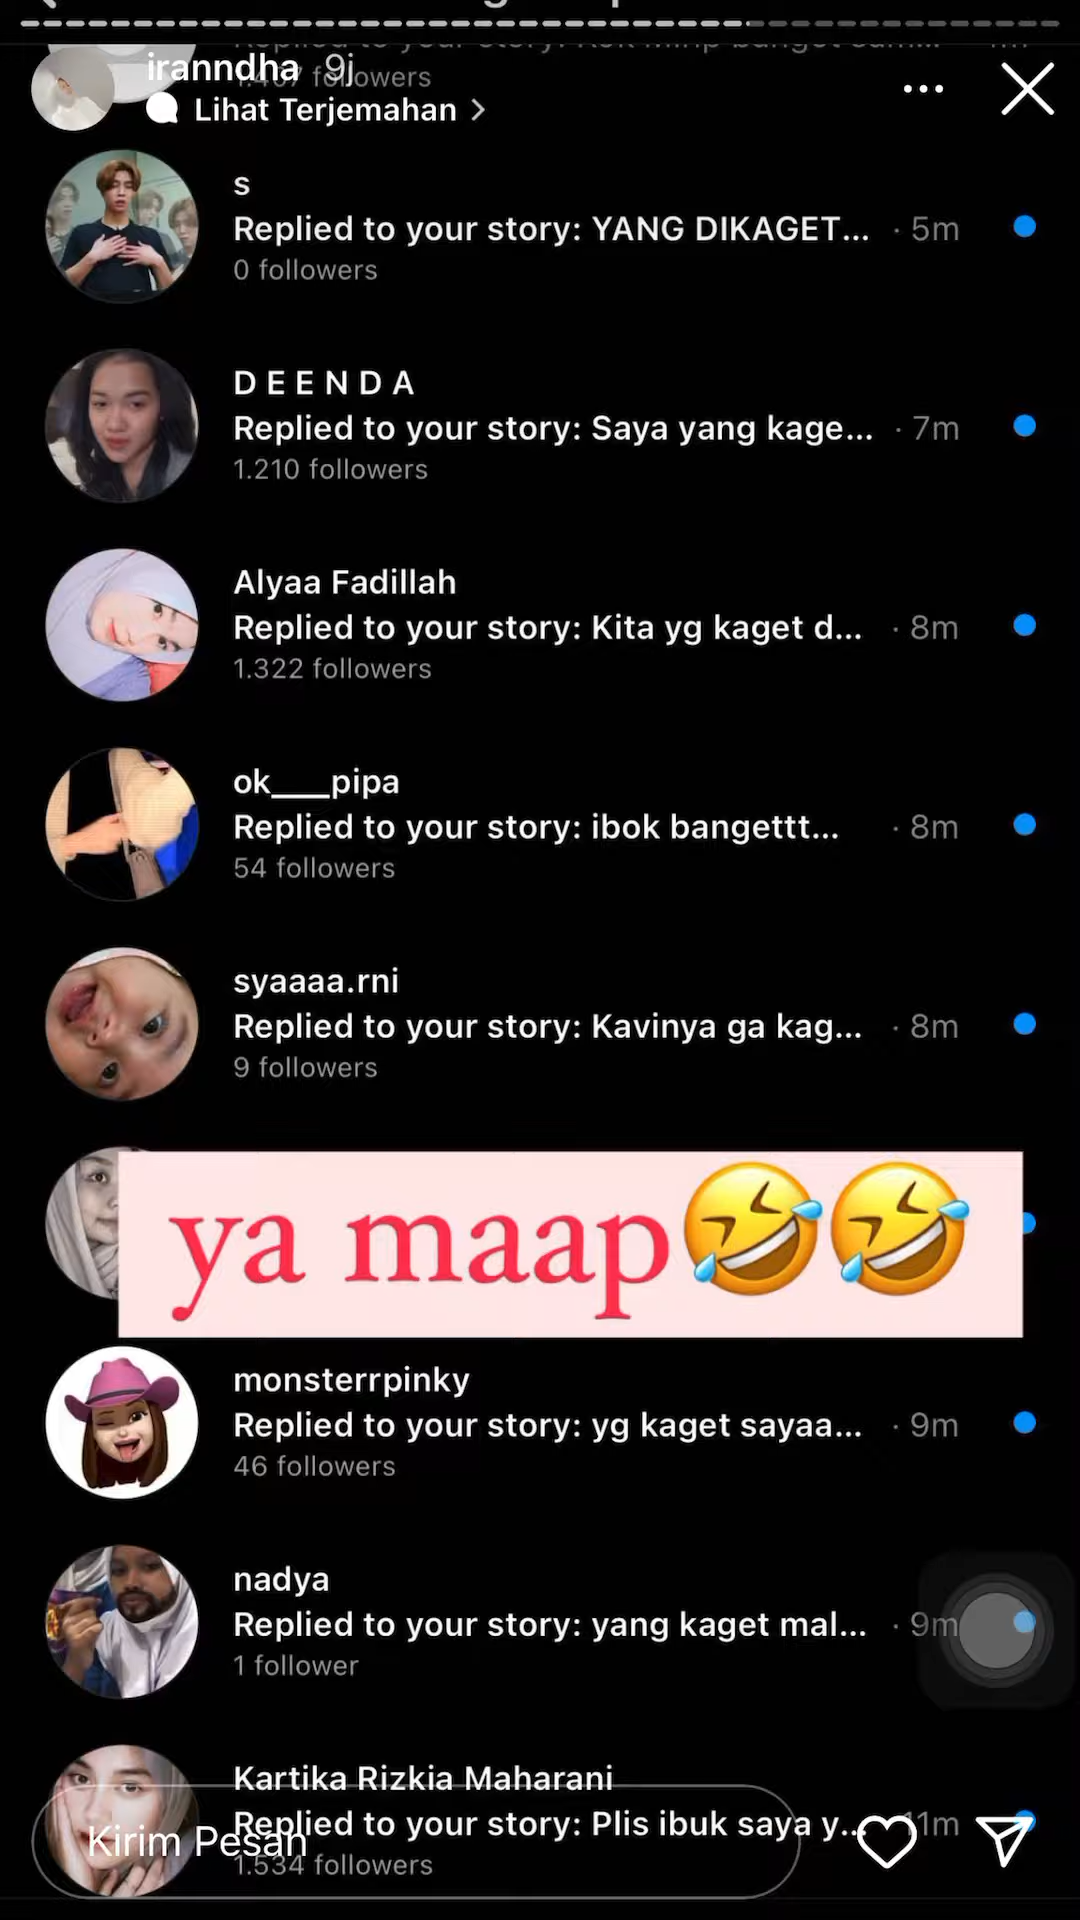 iranndha 9j
1.467 followers
Lihat Terjemahan
s
Replied to your story: YANG DIKAGET... · 5m
0 followers
D E E N D A
Replied to your story: Saya yang kage... · 7m
1.210 followers
Alyaa Fadillah
Replied to your story: Kita yg kaget d... · 8m
1.322 followers
ok____pipa
Replied to your story: ibok bangettt... · 8m
54 followers
syaaaa.rni
Replied to your story: Kavinya ga kag... · 8m
9 followers
ya maap🤣🤣
monsterrpinky
Replied to your story: yg kaget sayaa... · 9m
46 followers
nadya
Replied to your story: yang kaget mal... · 9m
1 follower
Kartika Rizkia Maharani
Replied to your story: Plis ibuk saya y... 11m
Kirim Pesan
1.534 followers